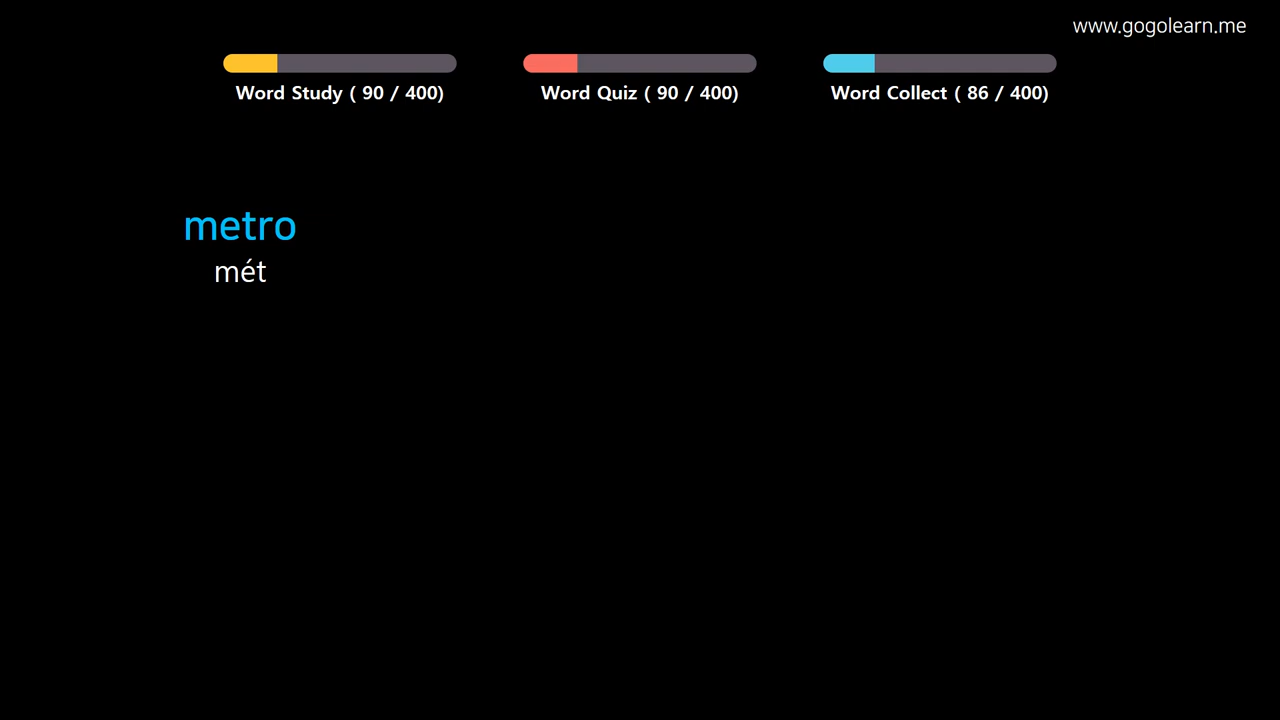 www.gogolearn.me
Word Study ( 90 / 400)
Word Quiz ( 90 / 400)
Word Collect ( 86 / 400)
metro
mét